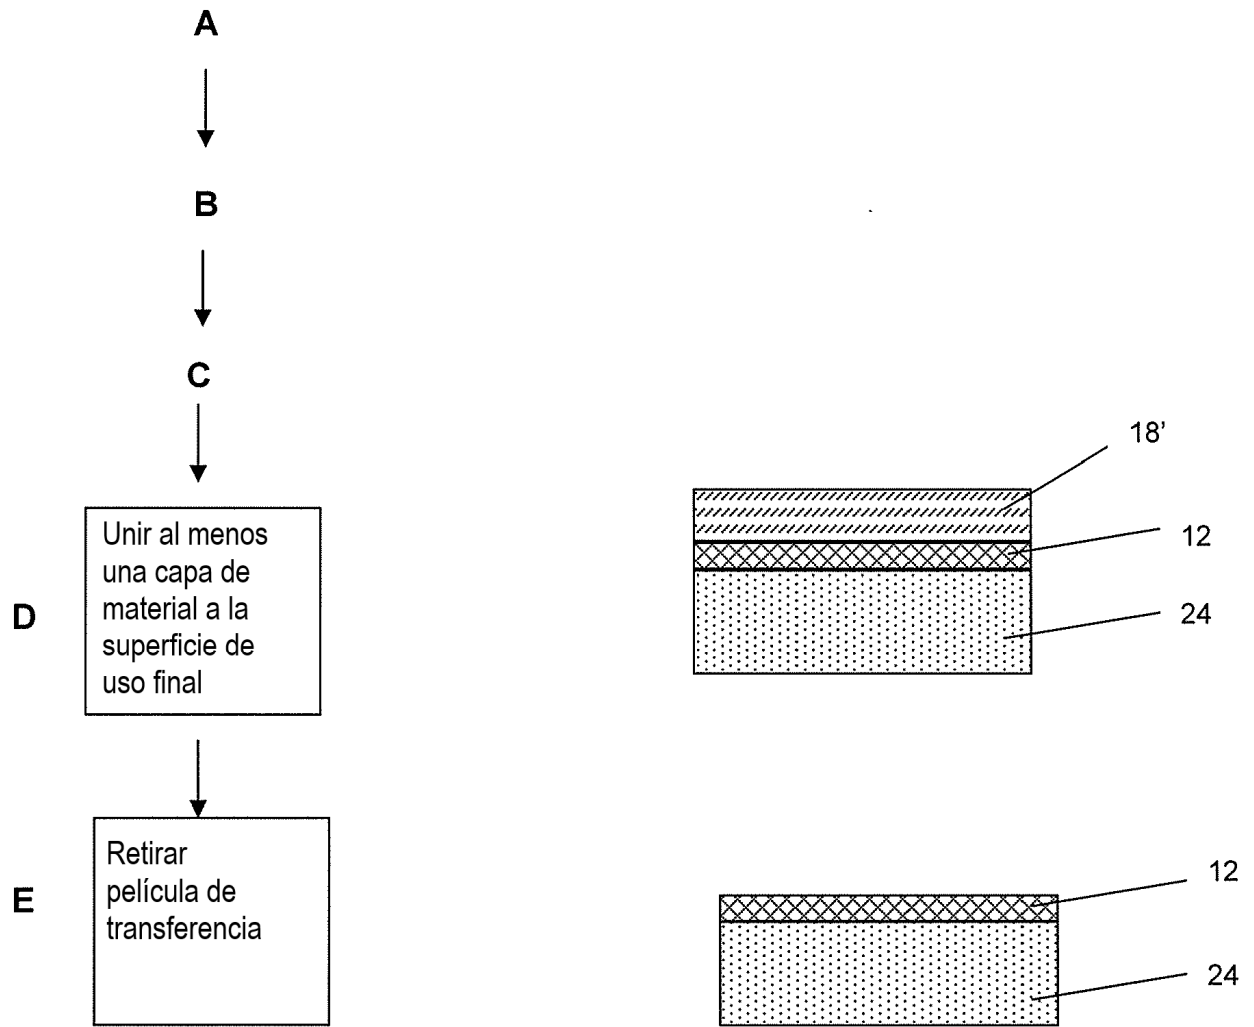 A
B
C
18’
Unir al menos
una capa de
material a la
superficie de
uso final
D
12
24
Retirar
película de
transferencia
E
12
24